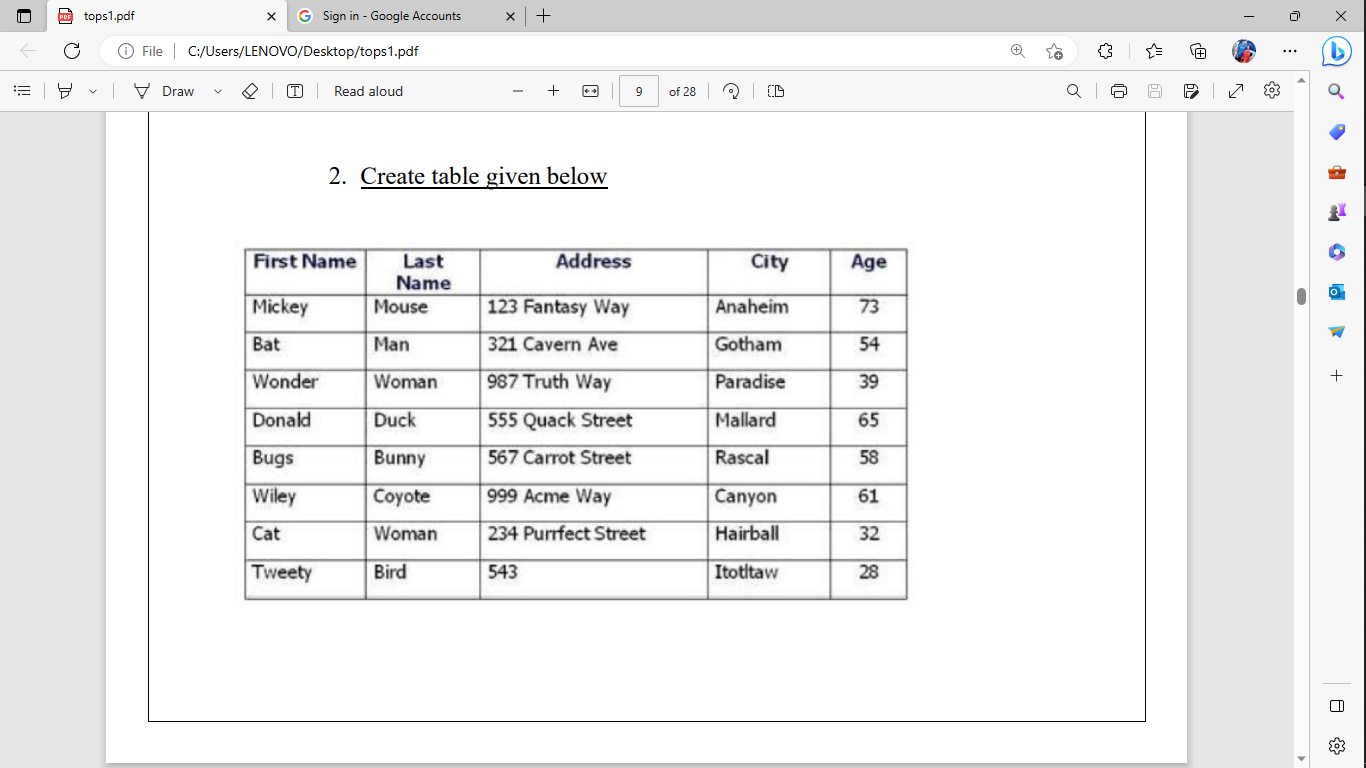 tops1.pdf
Sign in - Google Accounts
File
C:/Users/LENOVO/Desktop/tops1.pdf
Draw
Read aloud
9
of 28
2. Create table given below
First Name Last Name Address City Age
Mickey Mouse 123 Fantasy Way Anaheim 73
Bat Man 321 Cavern Ave Gotham 54
Wonder Woman 987 Truth Way Paradise 39
Donald Duck 555 Quack Street Mallard 65
Bugs Bunny 567 Carrot Street Rascal 58
Wiley Coyote 999 Acme Way Canyon 61
Cat Woman 234 Purrfect Street Hairball 32
Tweety Bird 543 Itotltaw 28